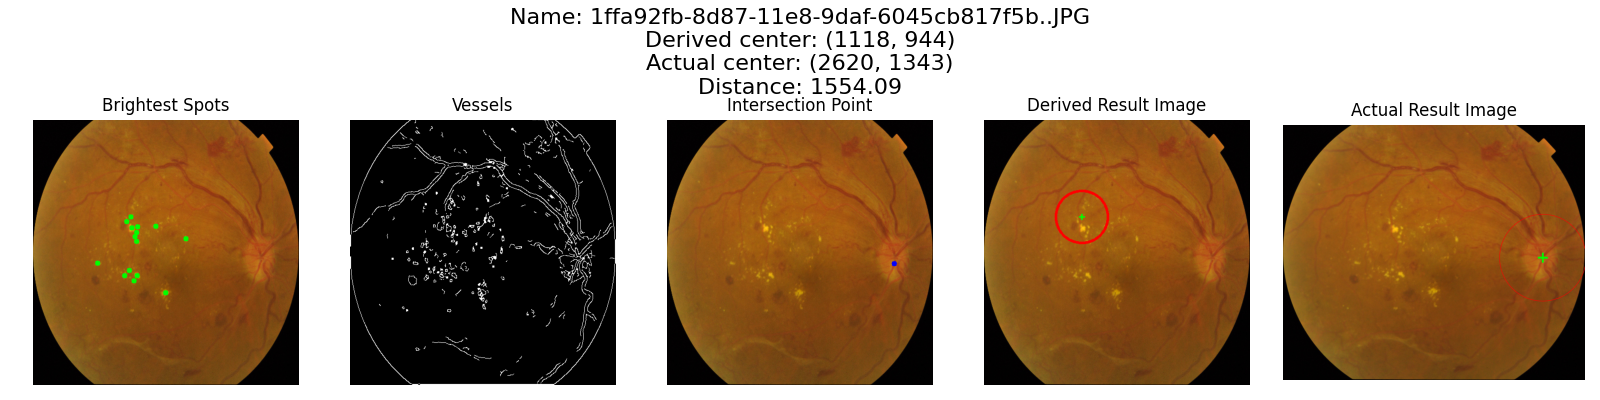 Name: 1ffa92fb-8d87-11e8-9daf-6045cb817f5b..JPG
Derived center: (1118, 944)
Actual center: (2620, 1343)
Distance: 1554.09
Brightest Spots
Vessels
Intersection Point
Derived Result Image
Actual Result Image